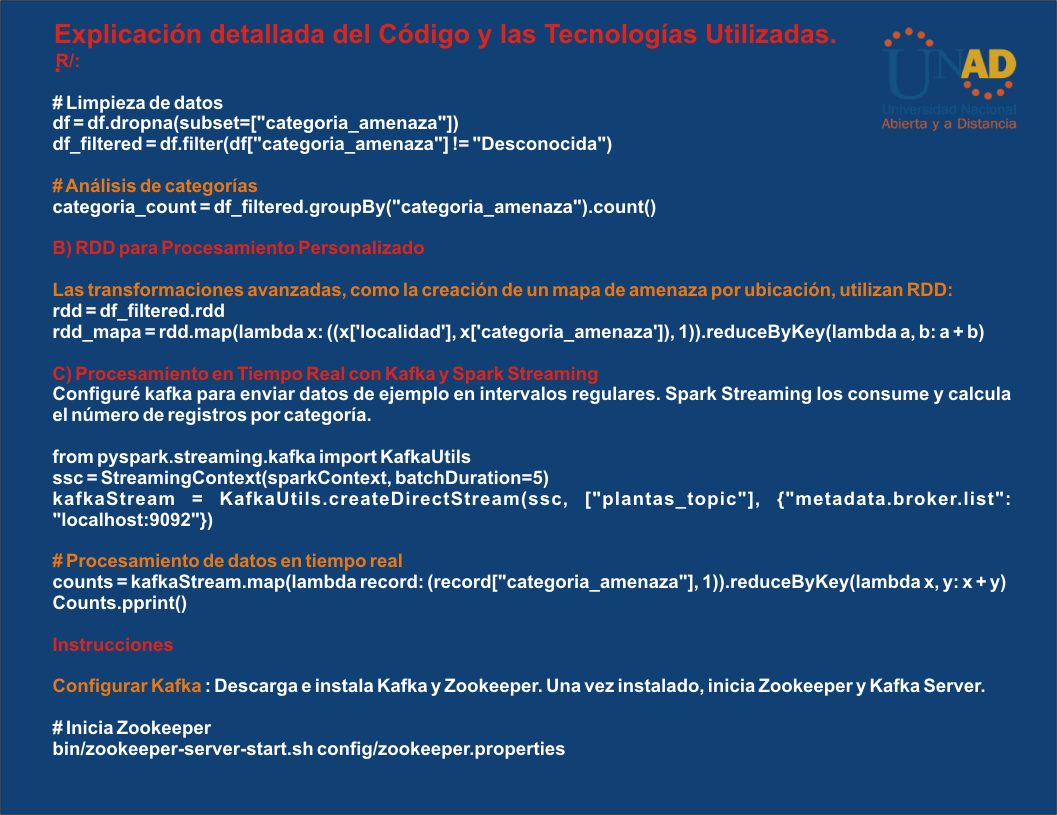 Explicación detallada del Código y las Tecnologías Utilizadas.
R/:
UNAD
Universidad Nacional
Abierta y a Distancia
# Limpieza de datos
df = df.dropna(subset=["categoria_amenaza"])
df_filtered = df.filter(df["categoria_amenaza"] != "Desconocida")
# Análisis de categorías
categoria_count = df_filtered.groupBy("categoria_amenaza").count()
B) RDD para Procesamiento Personalizado
Las transformaciones avanzadas, como la creación de un mapa de amenaza por ubicación, utilizan RDD:
rdd = df_filtered.rdd
rdd_mapa = rdd.map(lambda x: ((x['localidad'], x['categoria_amenaza']), 1)).reduceByKey(lambda a, b: a + b)
C) Procesamiento en Tiempo Real con Kafka y Spark Streaming
Configuré kafka para enviar datos de ejemplo en intervalos regulares. Spark Streaming los consume y calcula
el número de registros por categoría.
from pyspark.streaming.kafka import KafkaUtils
ssc = StreamingContext(sparkContext, batchDuration=5)
kafkaStream = KafkaUtils.createDirectStream(ssc, ["plantas_topic"], {"metadata.broker.list":
"localhost:9092"})
# Procesamiento de datos en tiempo real
counts = kafkaStream.map(lambda record: (record["categoria_amenaza"], 1)).reduceByKey(lambda x, y: x + y)
Counts.pprint()
Instrucciones
Configurar Kafka : Descarga e instala Kafka y Zookeeper. Una vez instalado, inicia Zookeeper y Kafka Server.
# Inicia Zookeeper
bin/zookeeper-server-start.sh config/zookeeper.properties